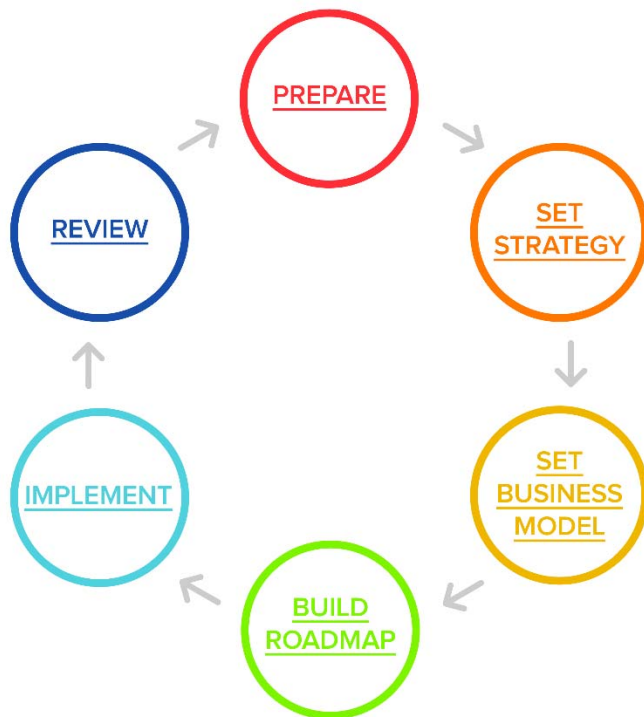 PREPARE
SET
STRATEGY
SET
BUSINESS
MODEL
BUILD
ROADMAP
IMPLEMENT
REVIEW